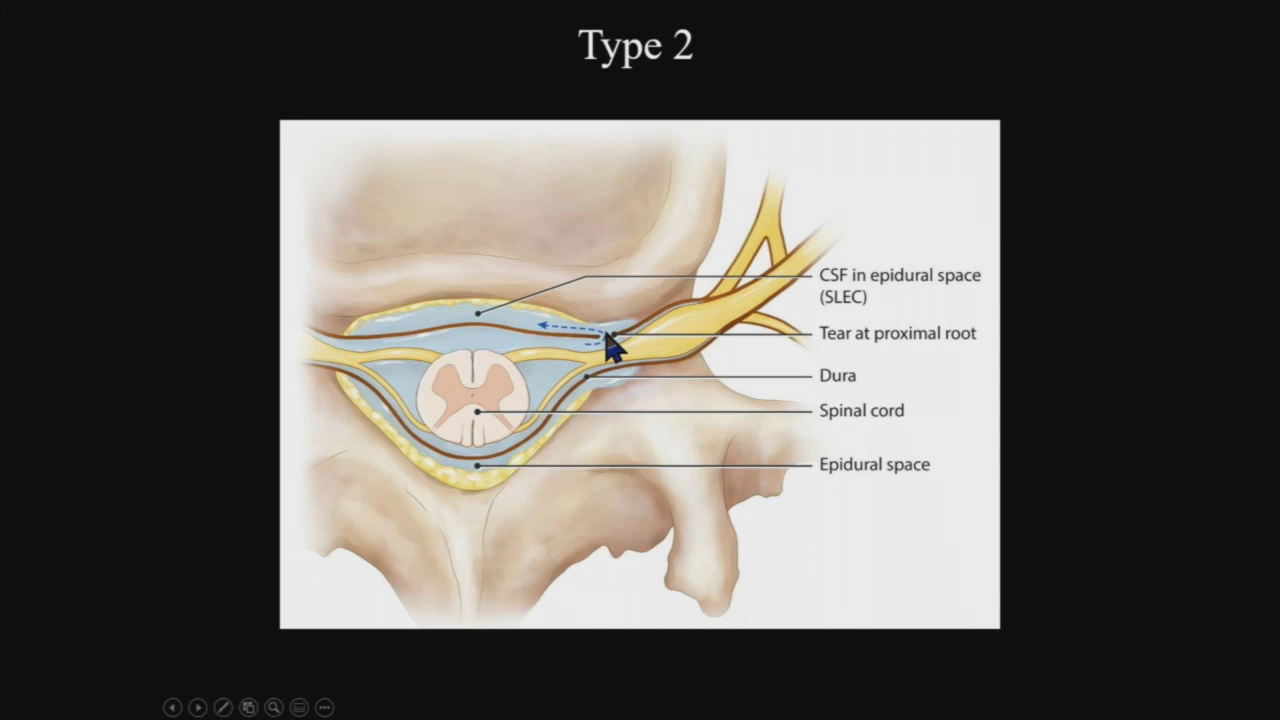 Type 2
CSF in epidural space
(SLEC)
Tear at proximal root
Dura
Spinal cord
Epidural space